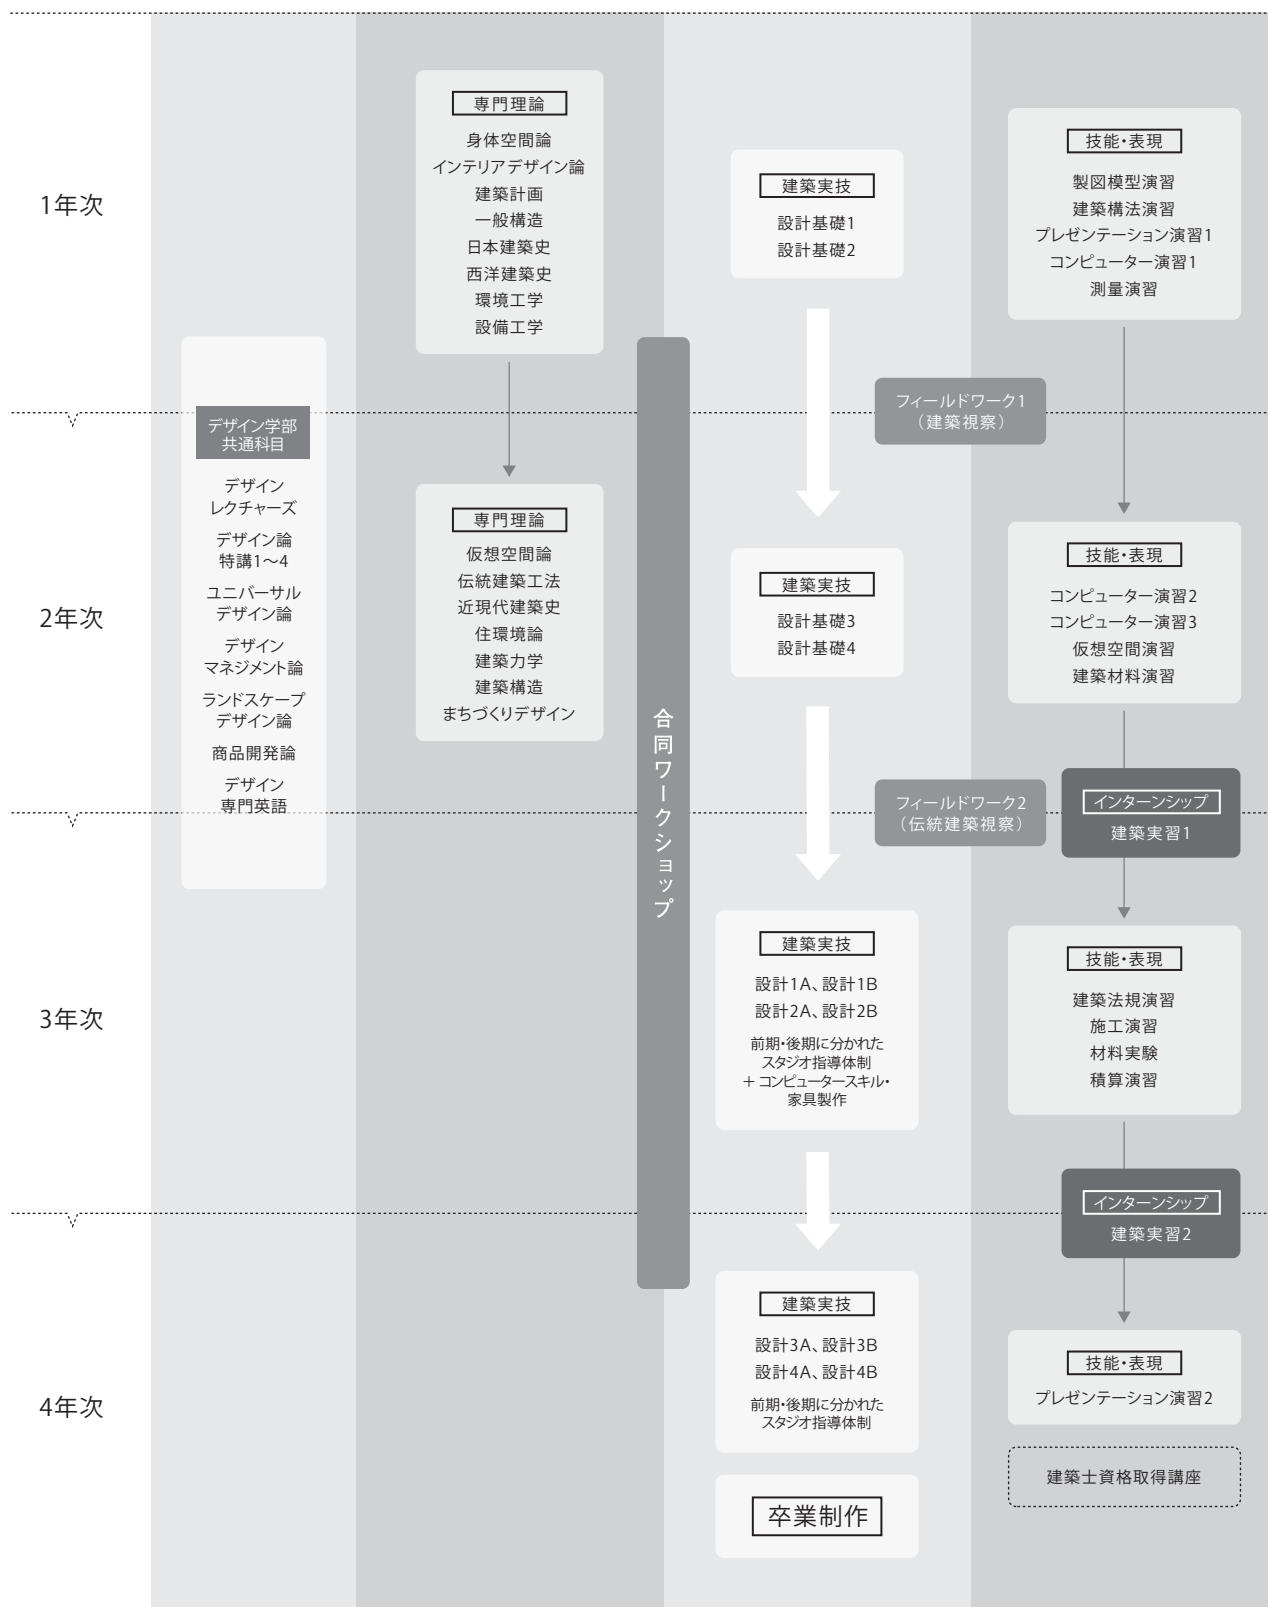 1年次
専門理論
身体空間論
インテリアデザイン論
建築計画
一般構造
日本建築史
西洋建築史
環境工学
設備工学
建築実技
設計基礎1
設計基礎2
技能・表現
製図模型演習
建築構法演習
プレゼンテーション演習1
コンピューター演習1
測量演習
フィールドワーク1
（建築視察）
デザイン学部
共通科目
デザイン
レクチャーズ
デザイン論
特講1〜4
ユニバーサル
デザイン論
デザイン
マネジメント論
ランドスケープ
デザイン論
商品開発論
デザイン
専門英語
合同ワークショップ
2年次
専門理論
仮想空間論
伝統建築工法
近現代建築史
住環境論
建築力学
建築構造
まちづくりデザイン
建築実技
設計基礎3
設計基礎4
技能・表現
コンピューター演習2
コンピューター演習3
仮想空間演習
建築材料演習
フィールドワーク2
（伝統建築視察）
インターンシップ
建築実習1
3年次
建築実技
設計1A、設計1B
設計2A、設計2B
前期・後期に分かれた
スタジオ指導体制
＋コンピュータースキル・
家具製作
技能・表現
建築法規演習
施工演習
材料実験
積算演習
インターンシップ
建築実習2
4年次
建築実技
設計3A、設計3B
設計4A、設計4B
前期・後期に分かれた
スタジオ指導体制
卒業制作
技能・表現
プレゼンテーション演習2
建築士資格取得講座